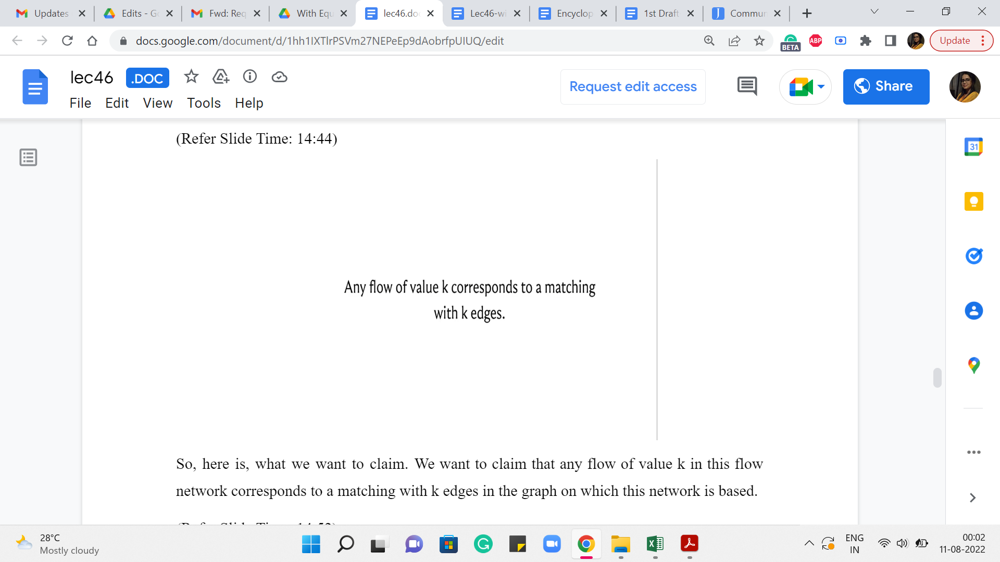 Updates
Edits - Go
Fwd: Req
With Equ
lec46.do
Lec46-wi
Encyclop
1st Draft
Commun
docs.google.com/document/d/1hh1IXTlrPSVm27NEPeEp9dAobrfpUIUQ/edit
BETA
ABP
Update
lec46 .DOC
Request edit access
Share
File Edit View Tools Help
31
(Refer Slide Time: 14:44)
Any flow of value k corresponds to a matching
with k edges.
So, here is, what we want to claim. We want to claim that any flow of value k in this flow
network corresponds to a matching with k edges in the graph on which this network is based.
28°C
Mostly cloudy
ENG
IN
00:02
11-08-2022